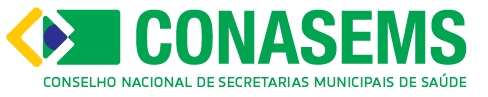 CONASEMS
CONSELHO NACIONAL DE SECRETARIAS MUNICIPAIS DE SAÚDE